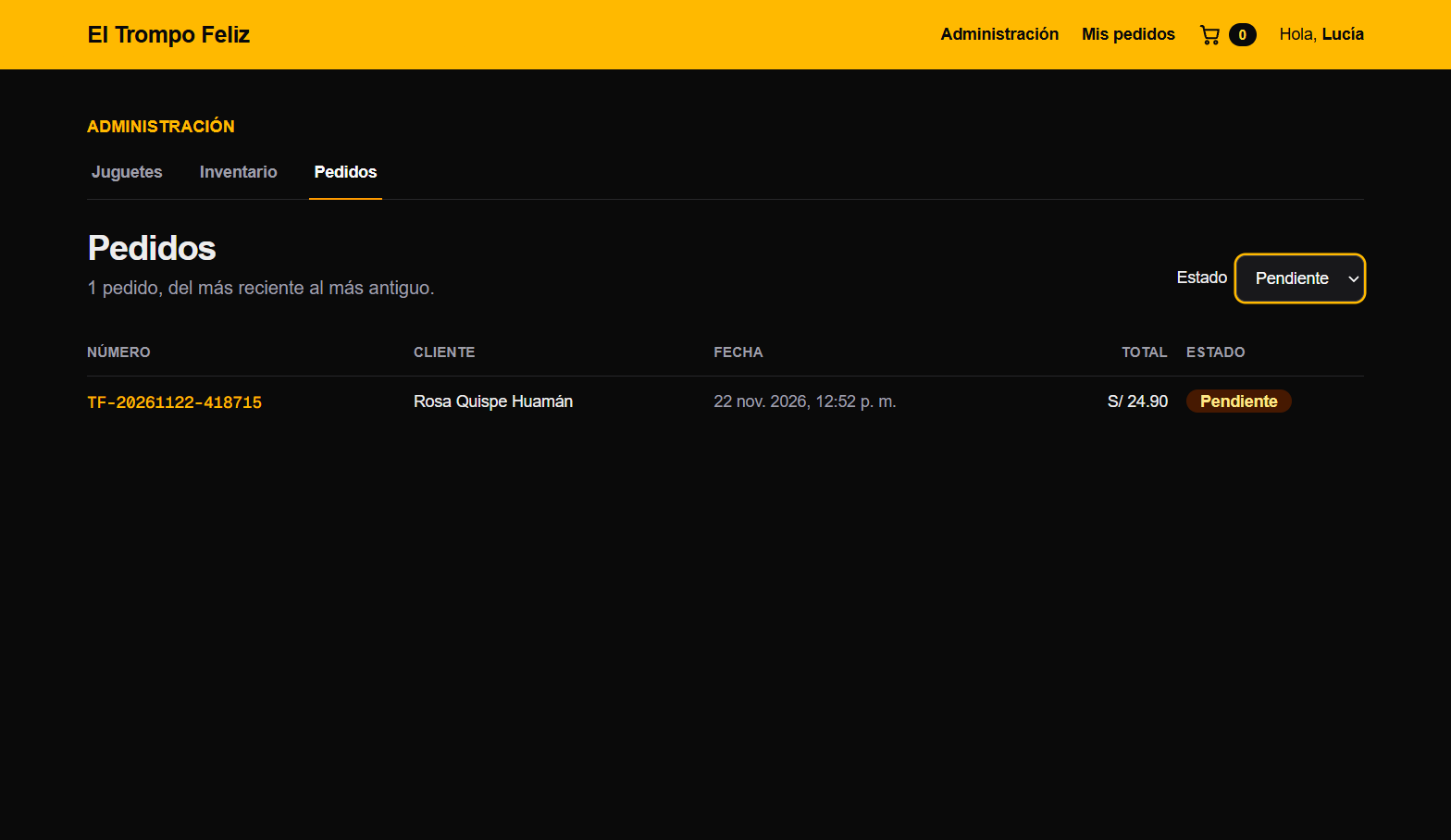 El Trompo Feliz
Administración Mis pedidos 0 Hola, Lucía
ADMINISTRACIÓN
Juguetes Inventario Pedidos
Pedidos
1 pedido, del más reciente al más antiguo.
Estado Pendiente
NÚMERO CLIENTE FECHA TOTAL ESTADO
TF-20261122-418715 Rosa Quispe Huamán 22 nov. 2026, 12:52 p. m. S/ 24.90 Pendiente